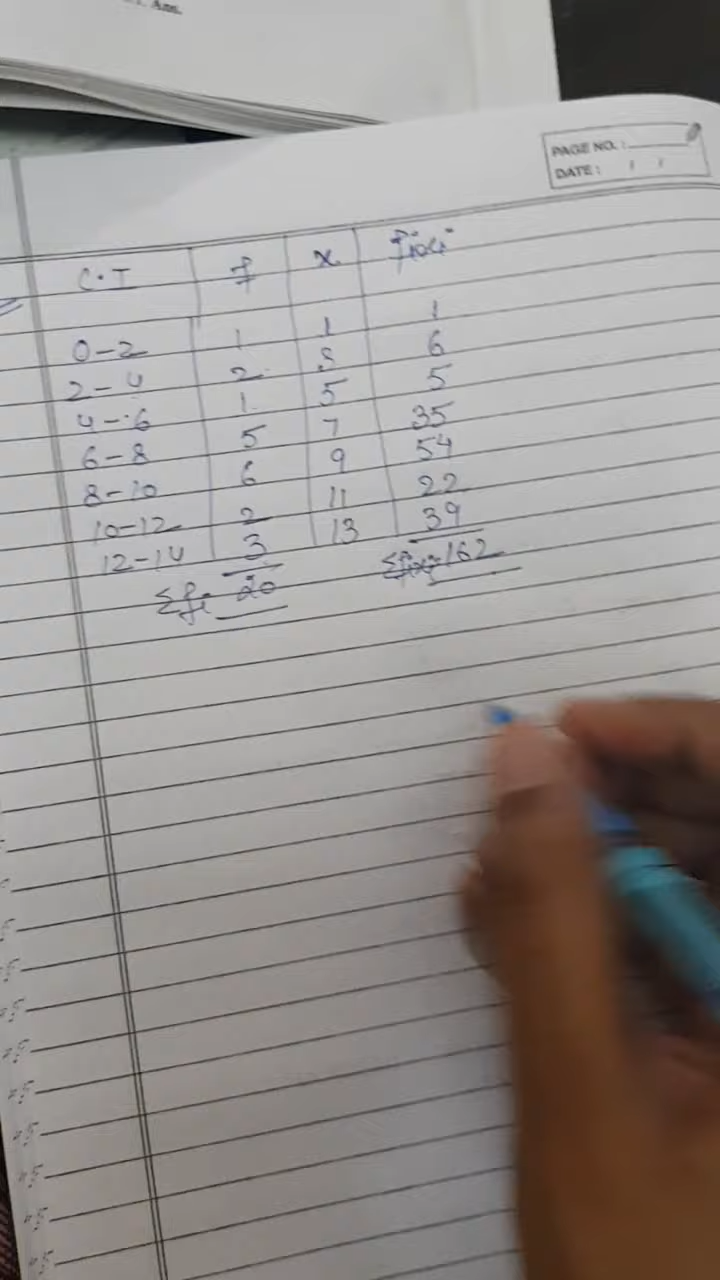 Ans.
PAGE NO. :
DATE : / /
C.I f x fixi
0-2 1 1 1
2-4 2 3 6
4-6 1 5 5
6-8 5 7 35
8-10 6 9 54
10-12 2 11 22
12-14 3 13 39
Σfi 20 Σfixi=162